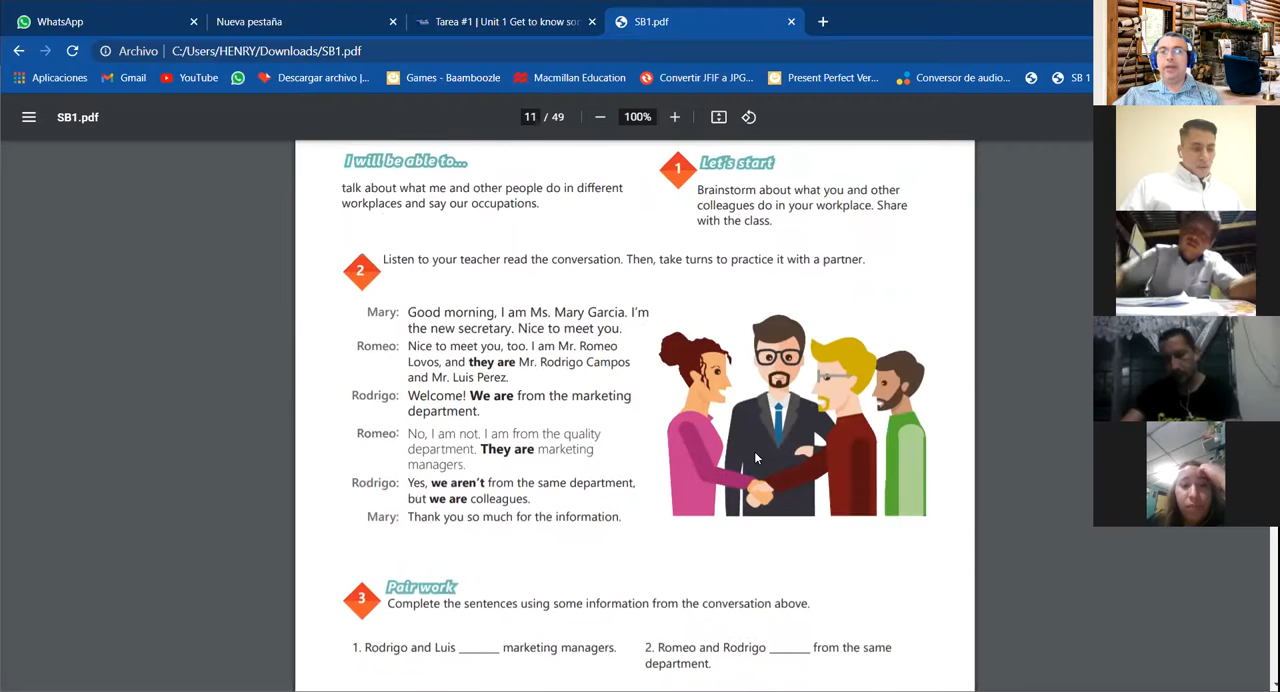 WhatsApp
Nueva pestaña
Tarea #1 | Unit 1 Get to know sor
SB1.pdf
Archivo | C:/Users/HENRY/Downloads/SB1.pdf
Aplicaciones
Gmail
YouTube
Descargar archivo |...
Games - Baamboozle
Macmillan Education
Convertir JFIF a JPG...
Present Perfect Ver...
Conversor de audio...
SB 1
SB1.pdf
11 / 49
100%
I will be able to...
talk about what me and other people do in different
workplaces and say our occupations.
1
Let's start
Brainstorm about what you and other
colleagues do in your workplace. Share
with the class.
2
Listen to your teacher read the conversation. Then, take turns to practice it with a partner.
Mary: Good morning, I am Ms. Mary Garcia. I'm
the new secretary. Nice to meet you.
Romeo: Nice to meet you, too. I am Mr. Romeo
Lovos, and they are Mr. Rodrigo Campos
and Mr. Luis Perez.
Rodrigo: Welcome! We are from the marketing
department.
Romeo: No, I am not. I am from the quality
department. They are marketing
managers.
Rodrigo: Yes, we aren't from the same department,
but we are colleagues.
Mary: Thank you so much for the information.
3
Pair work
Complete the sentences using some information from the conversation above.
1. Rodrigo and Luis _______ marketing managers.
2. Romeo and Rodrigo _______ from the same
department.